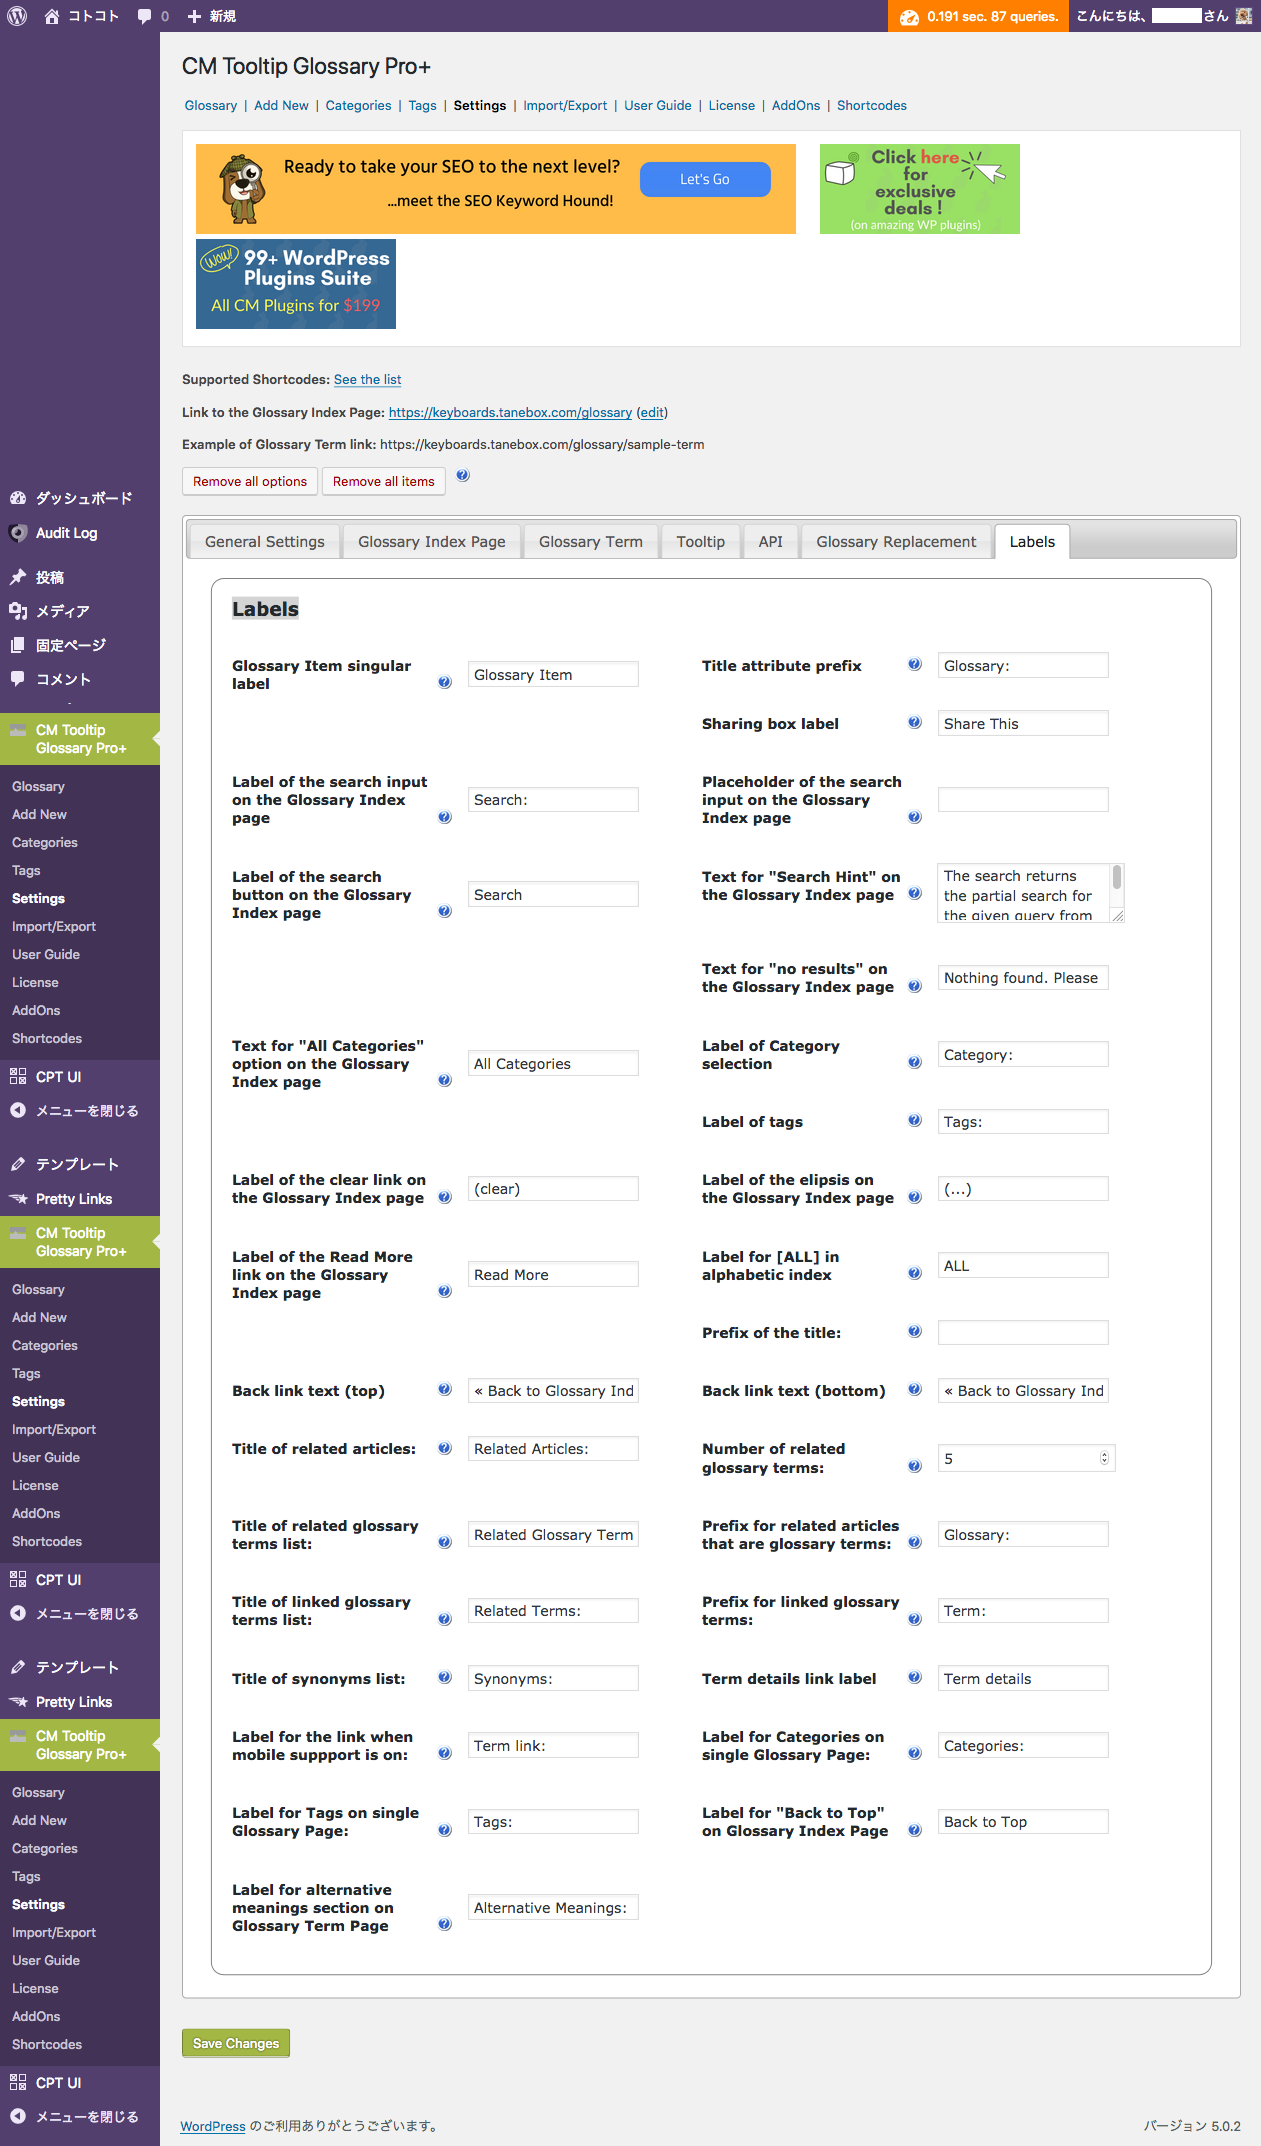 コトコト 0 新規 0.191 sec. 87 queries. こんにちは、 さん
CM Tooltip Glossary Pro+
Glossary | Add New | Categories | Tags | Settings | Import/Export | User Guide | License | AddOns | Shortcodes
Ready to take your SEO to the next level?
...meet the SEO Keyword Hound!
Let's Go
Click here
for
exclusive
deals !
(on amazing WP plugins)
Wow!
99+ WordPress
Plugins Suite
All CM Plugins for $199
Supported Shortcodes: See the list
Link to the Glossary Index Page: https://keyboards.tanebox.com/glossary (edit)
Example of Glossary Term link: https://keyboards.tanebox.com/glossary/sample-term
Remove all options Remove all items
General Settings Glossary Index Page Glossary Term Tooltip API Glossary Replacement Labels
Labels
Glossary Item singular
label
Glossary Item
Title attribute prefix
Glossary:
Sharing box label
Share This
Label of the search input
on the Glossary Index
page
Search:
Placeholder of the search
input on the Glossary
Index page
Label of the search
button on the Glossary
Index page
Search
Text for "Search Hint" on
the Glossary Index page
The search returns
the partial search for
the given query from
Text for "no results" on
the Glossary Index page
Nothing found. Please
Text for "All Categories"
option on the Glossary
Index page
All Categories
Label of Category
selection
Category:
Label of tags
Tags:
Label of the clear link on
the Glossary Index page
(clear)
Label of the elipsis on
the Glossary Index page
(...)
Label of the Read More
link on the Glossary
Index page
Read More
Label for [ALL] in
alphabetic index
ALL
Prefix of the title:
Back link text (top)
« Back to Glossary Ind
Back link text (bottom)
« Back to Glossary Ind
Title of related articles:
Related Articles:
Number of related
glossary terms:
5
Title of related glossary
terms list:
Related Glossary Term
Prefix for related articles
that are glossary terms:
Glossary:
Title of linked glossary
terms list:
Related Terms:
Prefix for linked glossary
terms:
Term:
Title of synonyms list:
Synonyms:
Term details link label
Term details
Label for the link when
mobile suppport is on:
Term link:
Label for Categories on
single Glossary Page:
Categories:
Label for Tags on single
Glossary Page:
Tags:
Label for "Back to Top"
on Glossary Index Page
Back to Top
Label for alternative
meanings section on
Glossary Term Page
Alternative Meanings:
Save Changes
WordPress のご利用ありがとうございます。
バージョン 5.0.2
ダッシュボード
Audit Log
投稿
メディア
固定ページ
コメント
CM Tooltip
Glossary Pro+
Glossary
Add New
Categories
Tags
Settings
Import/Export
User Guide
License
AddOns
Shortcodes
CPT UI
メニューを閉じる
テンプレート
Pretty Links
CM Tooltip
Glossary Pro+
Glossary
Add New
Categories
Tags
Settings
Import/Export
User Guide
License
AddOns
Shortcodes
CPT UI
メニューを閉じる
テンプレート
Pretty Links
CM Tooltip
Glossary Pro+
Glossary
Add New
Categories
Tags
Settings
Import/Export
User Guide
License
AddOns
Shortcodes
CPT UI
メニューを閉じる